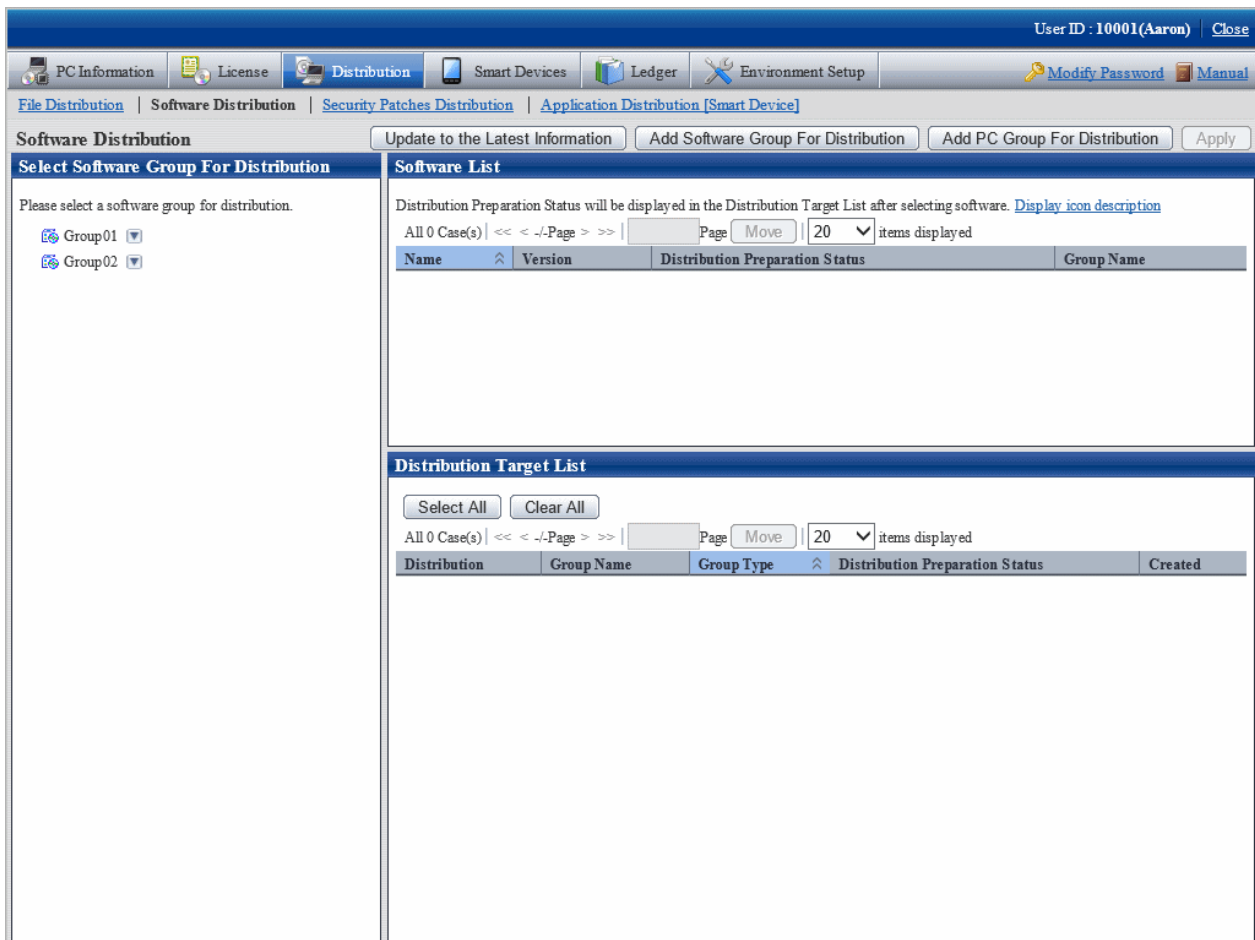 User ID : 10001(Aaron) Close
PC Information License Distribution Smart Devices Ledger Environment Setup Modify Password Manual
File Distribution | Software Distribution | Security Patches Distribution | Application Distribution [Smart Device]
Software Distribution Update to the Latest Information Add Software Group For Distribution Add PC Group For Distribution Apply
Select Software Group For Distribution
Please select a software group for distribution.
Group01
Group02
Software List
Distribution Preparation Status will be displayed in the Distribution Target List after selecting software. Display icon description
All 0 Case(s) | << < -/-Page > >> | Page Move | 20 items displayed
Name Version Distribution Preparation Status Group Name
Distribution Target List
Select All Clear All
All 0 Case(s) | << < -/-Page > >> | Page Move | 20 items displayed
Distribution Group Name Group Type Distribution Preparation Status Created